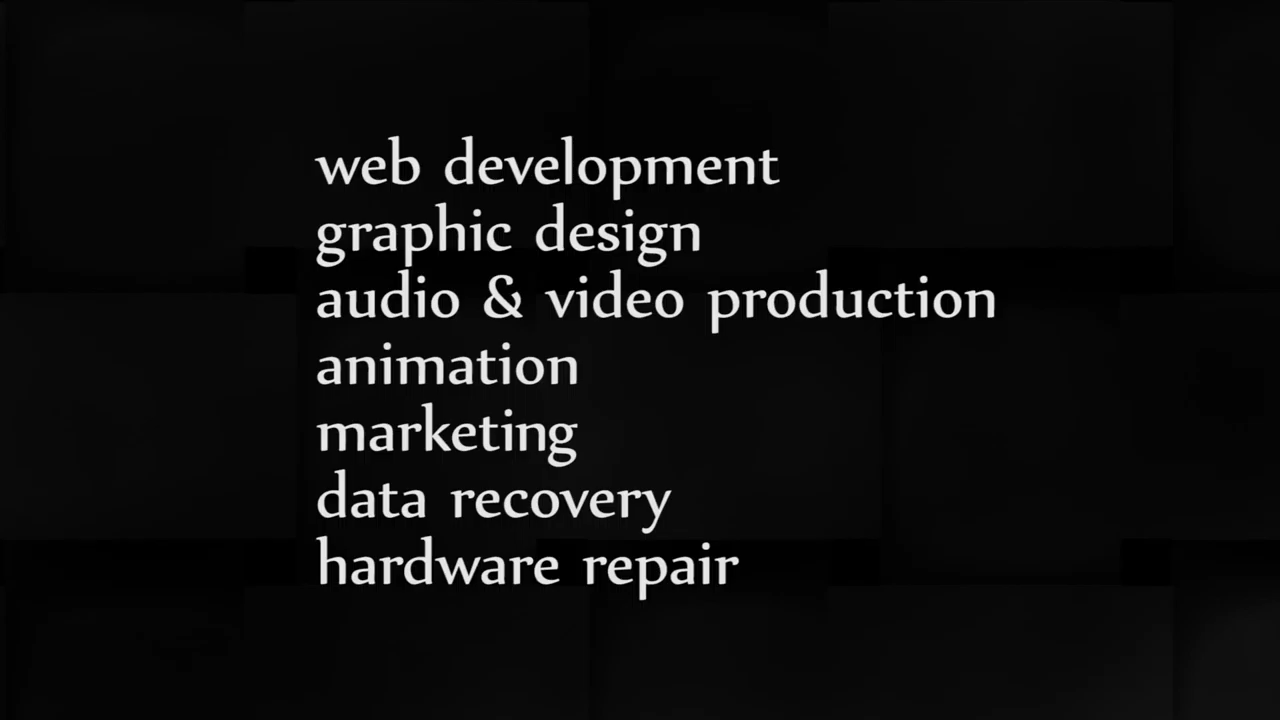 web development
graphic design
audio & video production
animation
marketing
data recovery
hardware repair